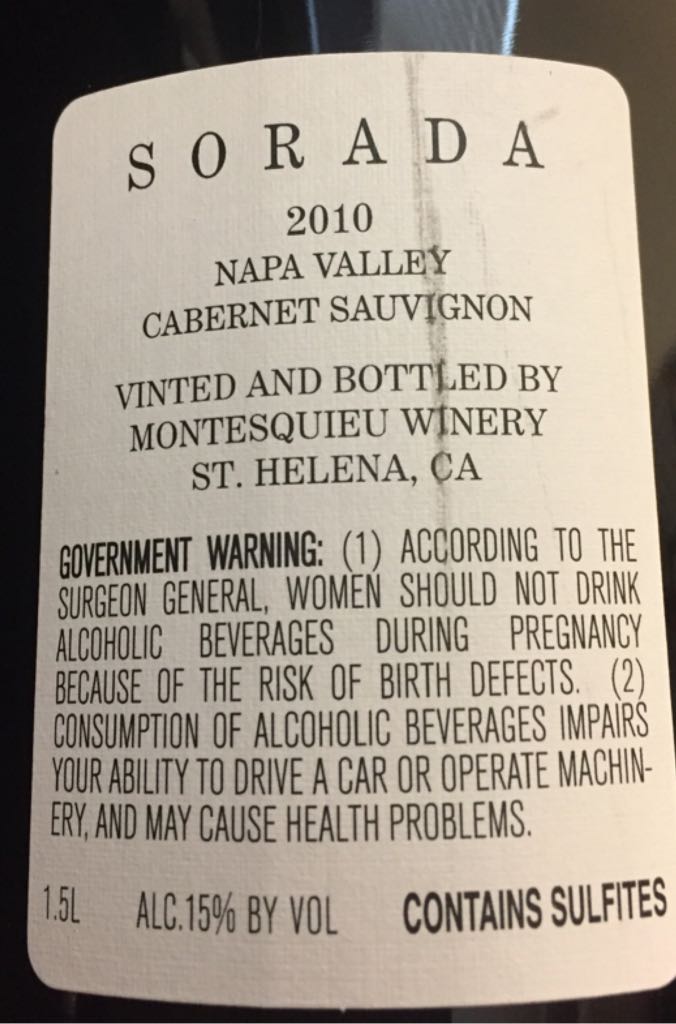 SORADA
2010
NAPA VALLEY
CABERNET SAUVIGNON
VINTED AND BOTTLED BY
MONTESQUIEU WINERY
ST. HELENA, CA
GOVERNMENT WARNING: (1) ACCORDING TO THE
SURGEON GENERAL, WOMEN SHOULD NOT DRINK
ALCOHOLIC BEVERAGES DURING PREGNANCY
BECAUSE OF THE RISK OF BIRTH DEFECTS. (2)
CONSUMPTION OF ALCOHOLIC BEVERAGES IMPAIRS
YOUR ABILITY TO DRIVE A CAR OR OPERATE MACHIN-
ERY, AND MAY CAUSE HEALTH PROBLEMS.
1.5L ALC.15% BY VOL CONTAINS SULFITES